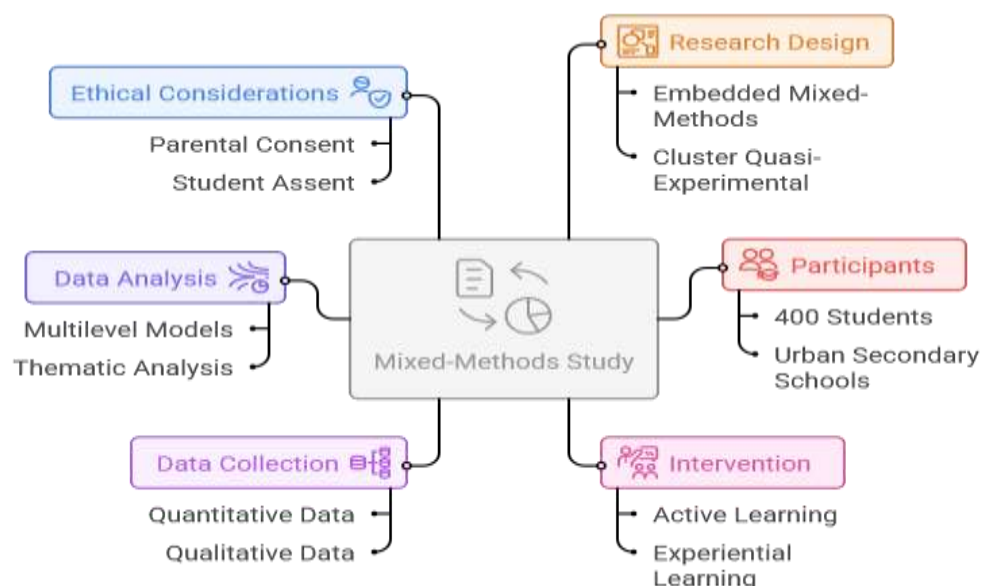 Research Design
Embedded Mixed-
Methods
Cluster Quasi-
Experimental
Ethical Considerations
Parental Consent
Student Assent
Data Analysis
Multilevel Models
Thematic Analysis
Mixed-Methods Study
Participants
400 Students
Urban Secondary
Schools
Data Collection
Quantitative Data
Qualitative Data
Intervention
Active Learning
Experiential
Learning